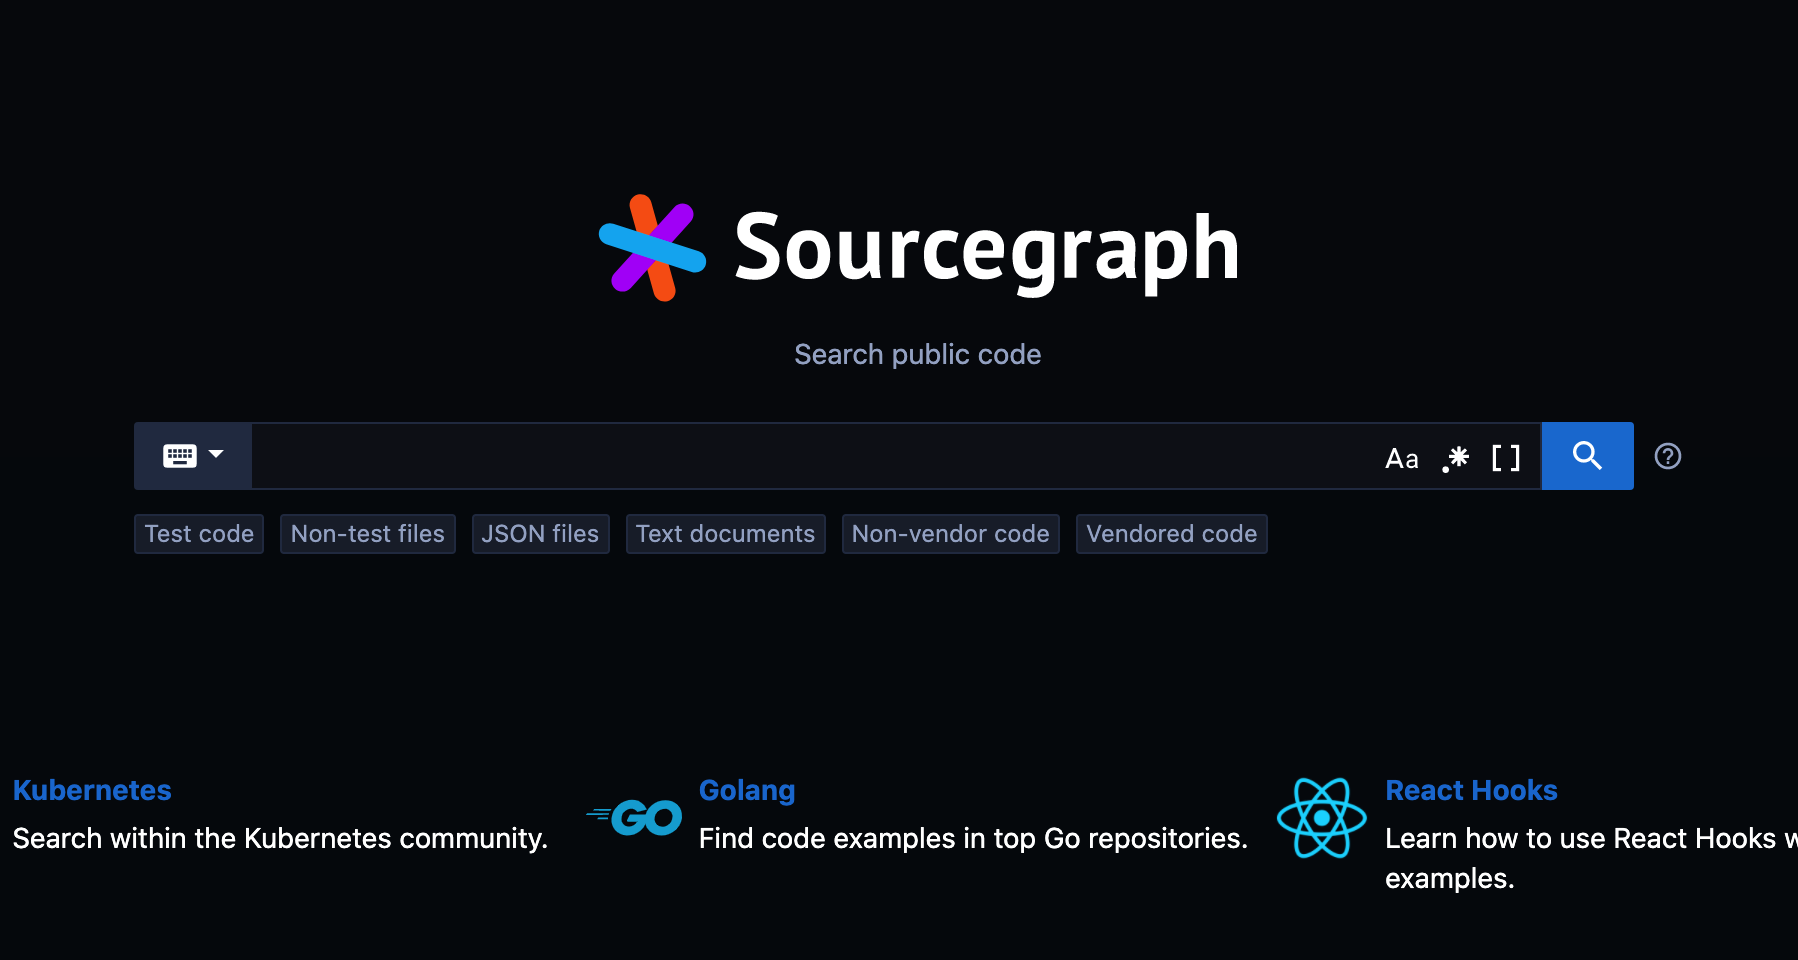 Sourcegraph
Search public code
Aa .* [ ]
Test code Non-test files JSON files Text documents Non-vendor code Vendored code
Kubernetes
Search within the Kubernetes community.
GO
Golang
Find code examples in top Go repositories.
React Hooks
Learn how to use React Hooks
examples.